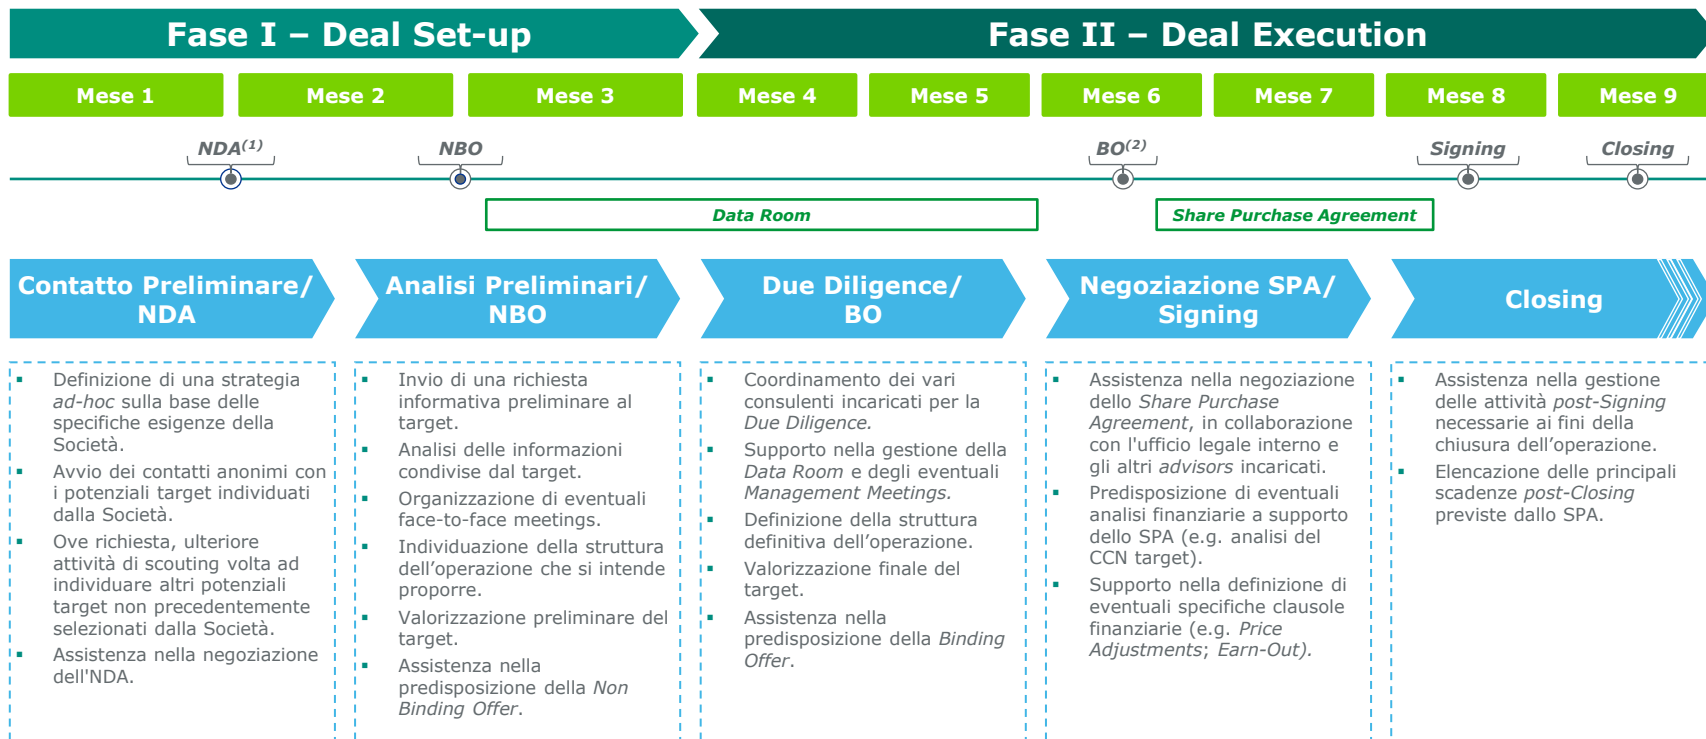 Fase I – Deal Set-up
Fase II – Deal Execution
Mese 1
Mese 2
Mese 3
Mese 4
Mese 5
Mese 6
Mese 7
Mese 8
Mese 9
NDA(1)
NBO
BO(2)
Signing
Closing
Data Room
Share Purchase Agreement
Contatto Preliminare/
NDA
Analisi Preliminari/
NBO
Due Diligence/
BO
Negoziazione SPA/
Signing
Closing
▪ Definizione di una strategia
ad-hoc sulla base delle
specifiche esigenze della
Società.
▪ Avvio dei contatti anonimi con
i potenziali target individuati
dalla Società.
▪ Ove richiesta, ulteriore
attività di scouting volta ad
individuare altri potenziali
target non precedentemente
selezionati dalla Società.
▪ Assistenza nella negoziazione
dell'NDA.
▪ Invio di una richiesta
informativa preliminare al
target.
▪ Analisi delle informazioni
condivise dal target.
▪ Organizzazione di eventuali
face-to-face meetings.
▪ Individuazione della struttura
dell’operazione che si intende
proporre.
▪ Valorizzazione preliminare del
target.
▪ Assistenza nella
predisposizione della Non
Binding Offer.
▪ Coordinamento dei vari
consulenti incaricati per la
Due Diligence.
▪ Supporto nella gestione della
Data Room e degli eventuali
Management Meetings.
▪ Definizione della struttura
definitiva dell’operazione.
▪ Valorizzazione finale del
target.
▪ Assistenza nella
predisposizione della Binding
Offer.
▪ Assistenza nella negoziazione
dello Share Purchase
Agreement, in collaborazione
con l'ufficio legale interno e
gli altri advisors incaricati.
▪ Predisposizione di eventuali
analisi finanziarie a supporto
dello SPA (e.g. analisi del
CCN target).
▪ Supporto nella definizione di
eventuali specifiche clausole
finanziarie (e.g. Price
Adjustments; Earn-Out).
▪ Assistenza nella gestione
delle attività post-Signing
necessarie ai fini della
chiusura dell’operazione.
▪ Elencazione delle principali
scadenze post-Closing
previste dallo SPA.